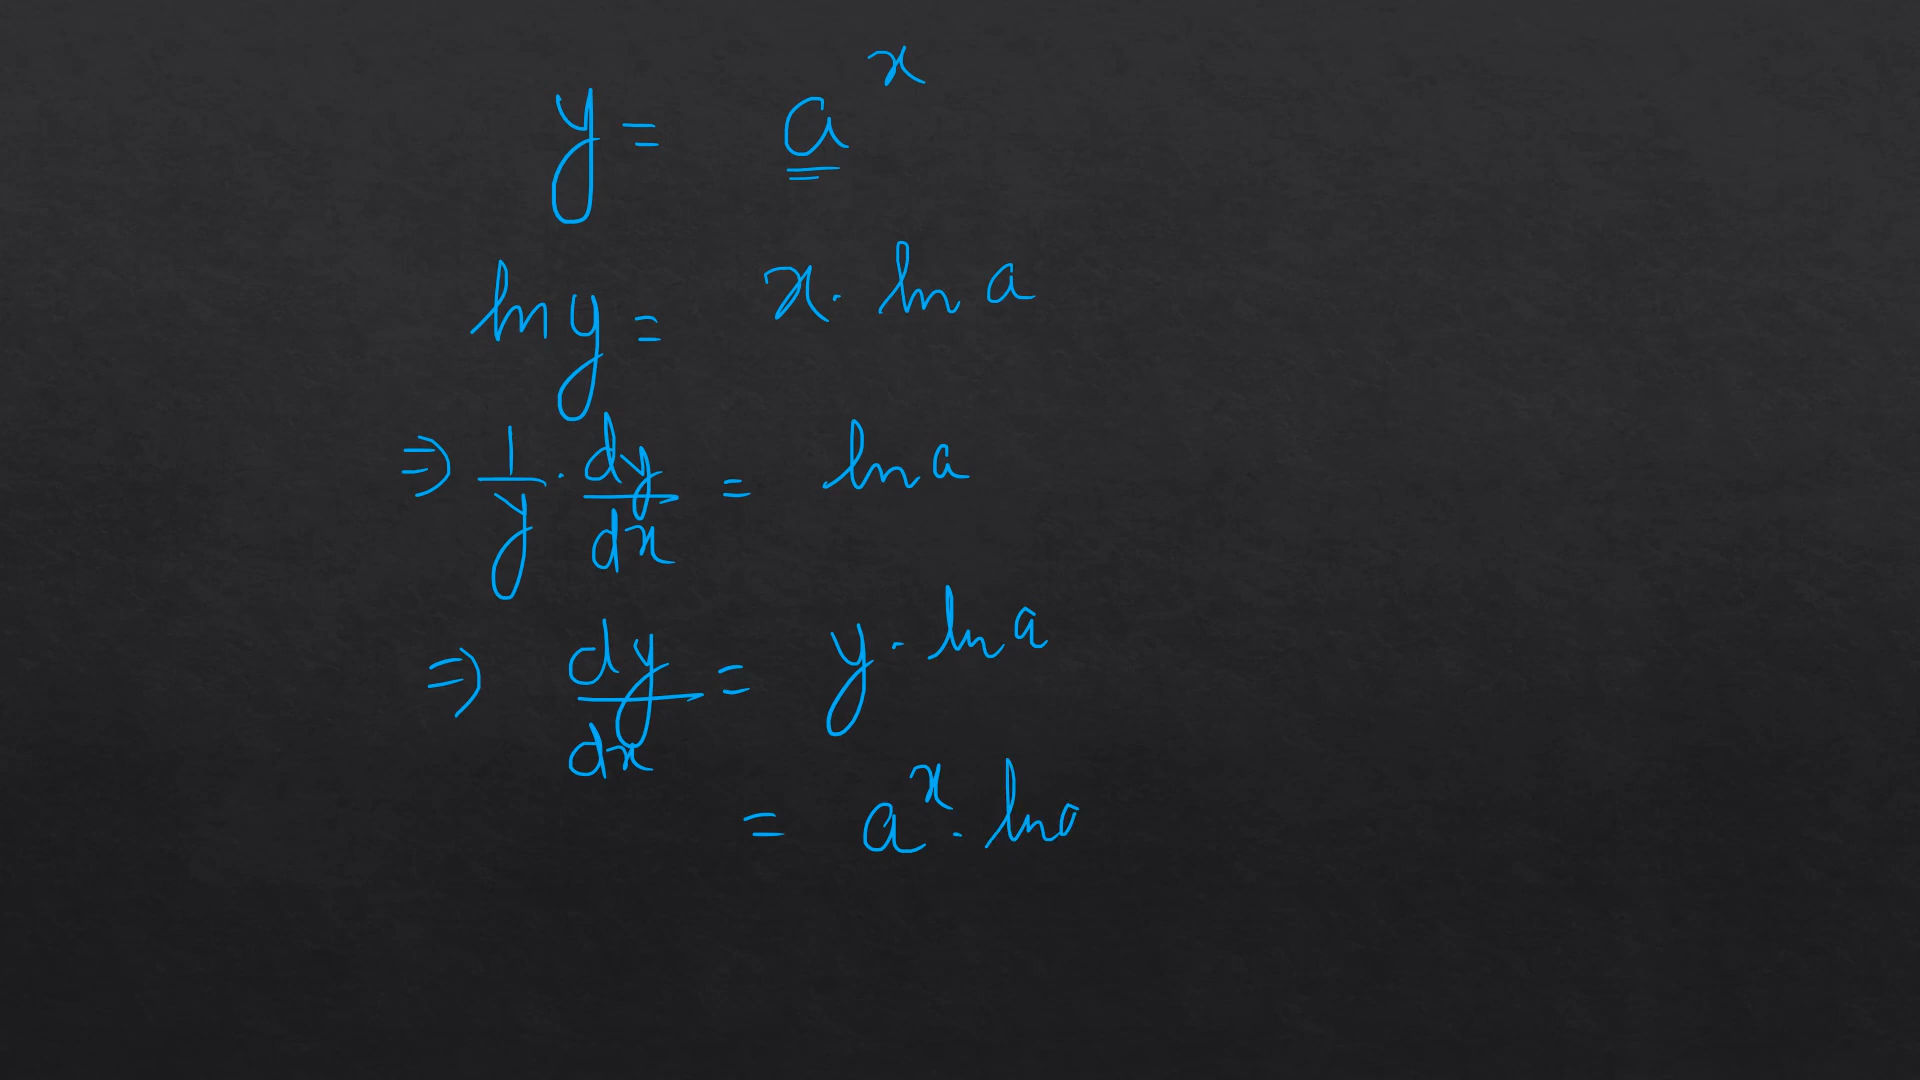 y = a^x
ln y = x · ln a
⇒ 1/y · dy/dx = ln a
⇒ dy/dx = y · ln a
= a^x · ln a